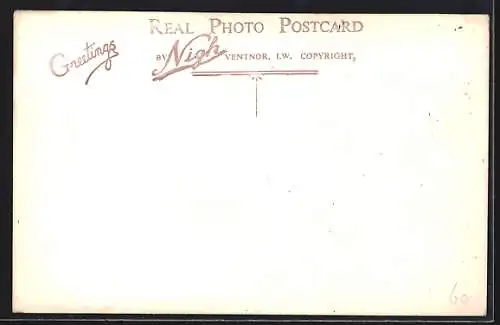 REAL PHOTO POSTCARD
Greetings
BY Nigh VENTNOR, I.W. COPYRIGHT,
60